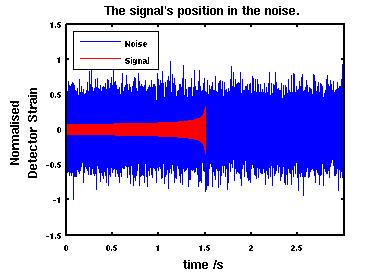 The signal's position in the noise.
1.5
Noise
Signal
1
0.5
0
-0.5
-1
-1.5
Normalised
Detector Strain
0
0.5
1
1.5
2
2.5
time /s